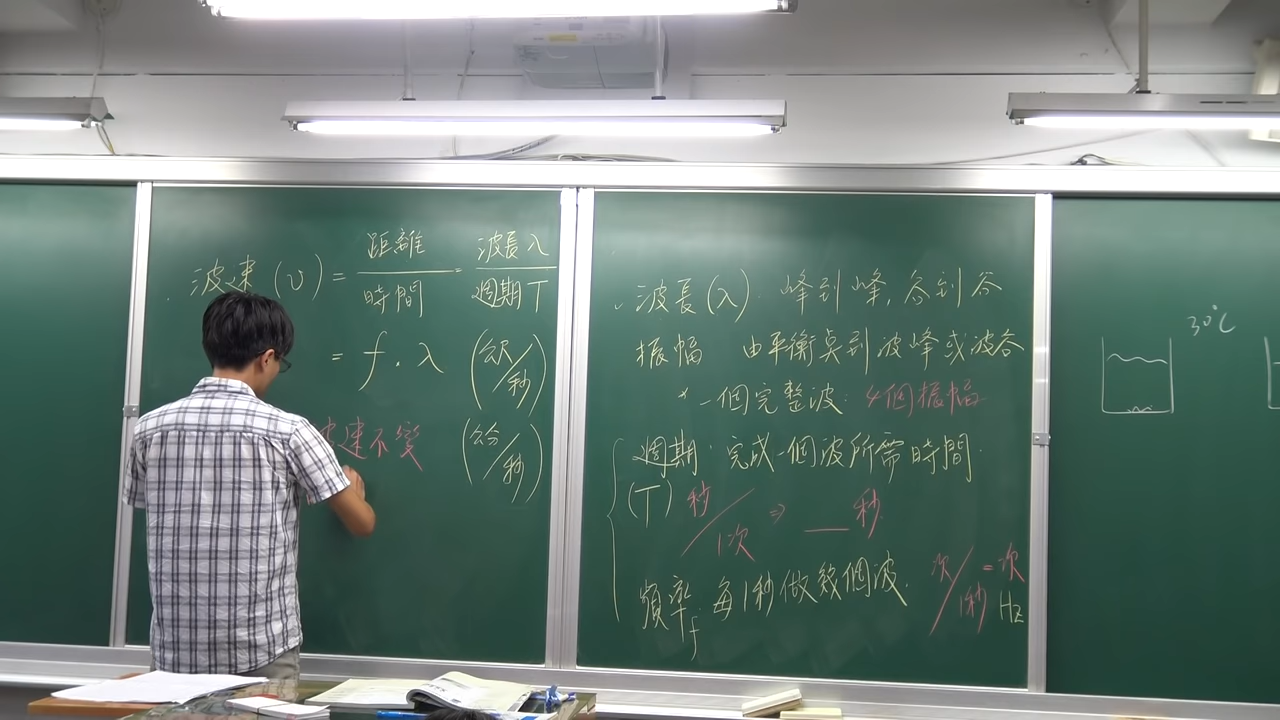 波速(v) = 距離/時間 = 波長λ/週期T
= f.λ (公尺/秒)
波速不變 (公分/秒)
波長(λ):峰到峰,谷到谷
振幅 由平衡点到波峰或波谷
* 一個完整波:4個振幅
週期:完成一個波所需時間.
(T) 秒/1次 ⇒ __秒
頻率f 每1秒做幾個波. 次/1秒 = 次 Hz
30°C